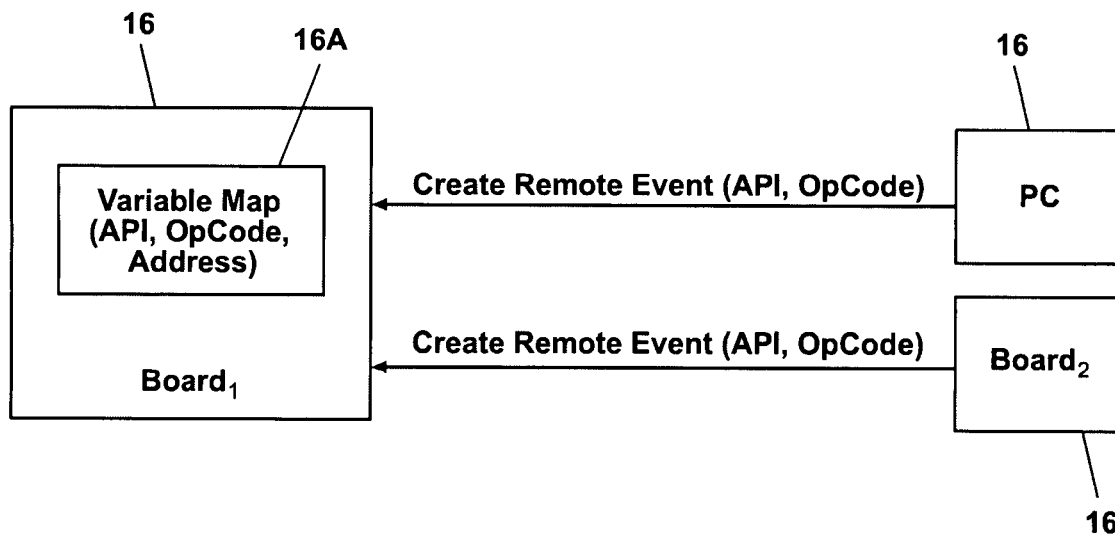 16
16A
16
Variable Map
(API, OpCode,
Address)
Create Remote Event (API, OpCode)
PC
Create Remote Event (API, OpCode)
Board₁
Board₂
16